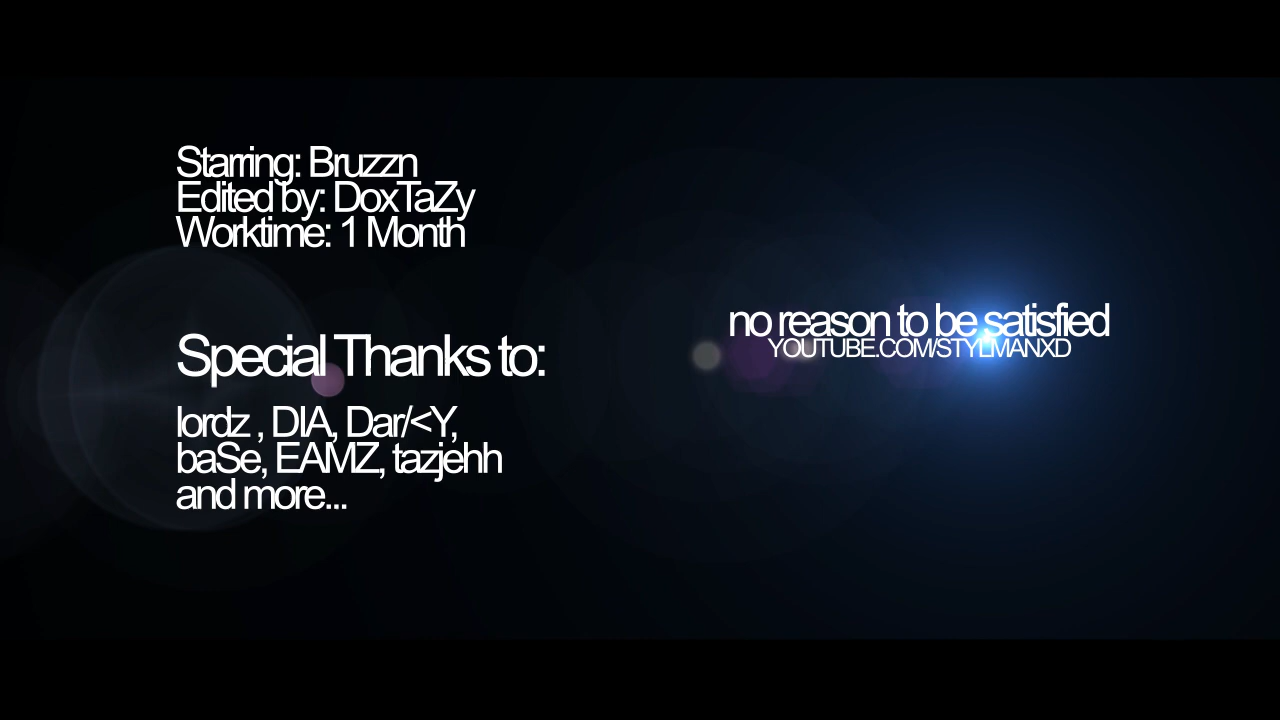 Starring: Bruzzn
Edited by: DoxTaZy
Worktime: 1 Month
Special Thanks to:
lordz , DIA, Dar/<Y,
baSe, EAMZ, tazjehh
and more...
no reason to be satisfied
YOUTUBE.COM/STYLMANXD